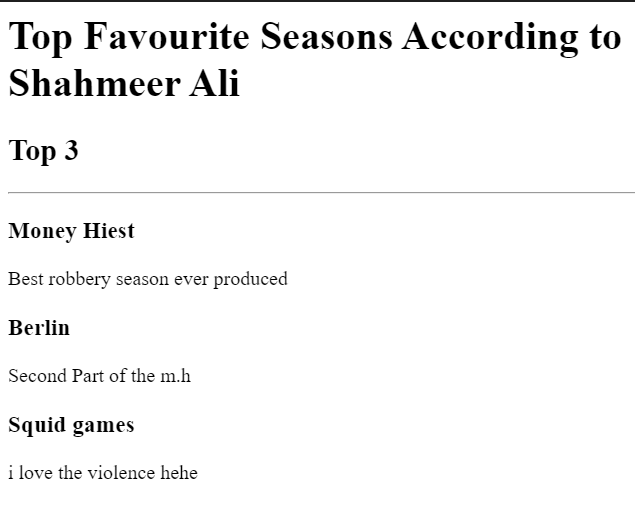 Top Favourite Seasons According to
Shahmeer Ali
Top 3
Money Hiest
Best robbery season ever produced
Berlin
Second Part of the m.h
Squid games
i love the violence hehe